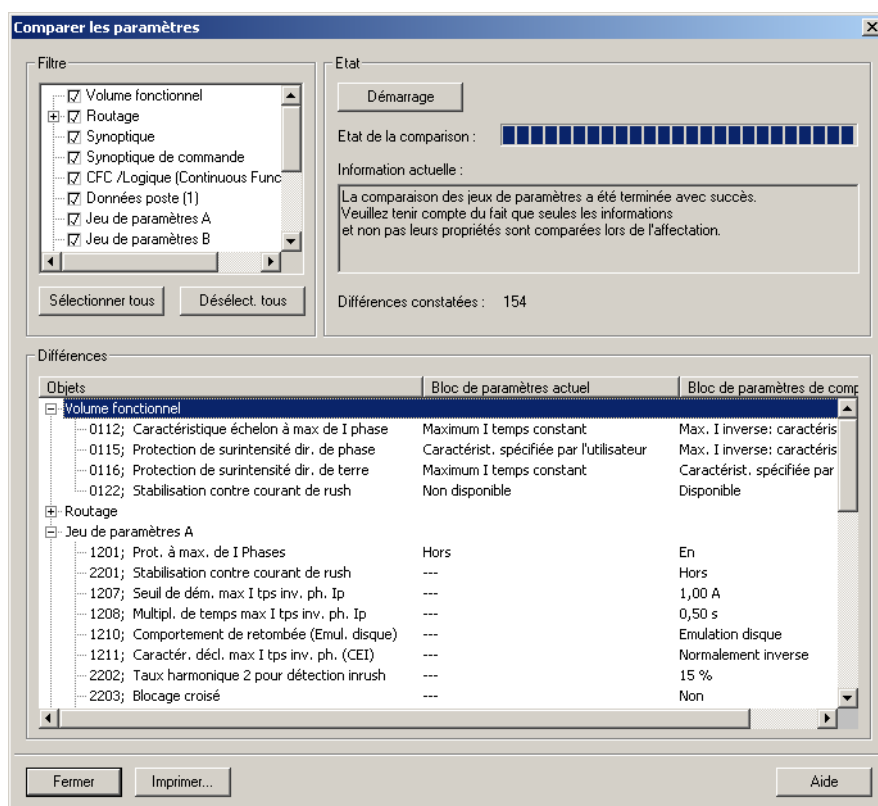 Comparer les paramètres
Filtre
Volume fonctionnel
Routage
Synoptique
Synoptique de commande
CFC /Logique (Continuous Func
Données poste (1)
Jeu de paramètres A
Jeu de paramètres B
Sélectionner tous Désélect. tous
Etat
Démarrage
Etat de la comparison :
Information actuelle :
La comparaison des jeux de paramètres a été terminée avec succès.
Veuillez tenir compte du fait que seules les informations
et non pas leurs propriétés sont comparées lors de l'affectation.
Différences constatées : 154
Différences
Objets Bloc de paramètres actuel Bloc de paramètres de comp
Volume fonctionnel
0112; Caractéristique échelon à max de I phase Maximum I temps constant Max. I inverse: caractéris
0115; Protection de surintensité dir. de phase Caractérist. spécifiée par l'utilisateur Max. I inverse: caractéris
0116; Protection de surintensité dir. de terre Maximum I temps constant Caractérist. spécifiée par
0122; Stabilisation contre courant de rush Non disponible Disponible
Routage
Jeu de paramètres A
1201; Prot. à max. de I Phases Hors En
2201; Stabilisation contre courant de rush --- Hors
1207; Seuil de dém. max I tps inv. ph. Ip --- 1,00 A
1208; Multipl. de temps max I tps inv. ph. Ip --- 0,50 s
1210; Comportement de retombée (Emul. disque) --- Emulation disque
1211; Caractér. décl. max I tps inv. ph. (CEI) --- Normalement inverse
2202; Taux harmonique 2 pour détection inrush --- 15 %
2203; Blocage croisé --- Non
Fermer Imprimer... Aide